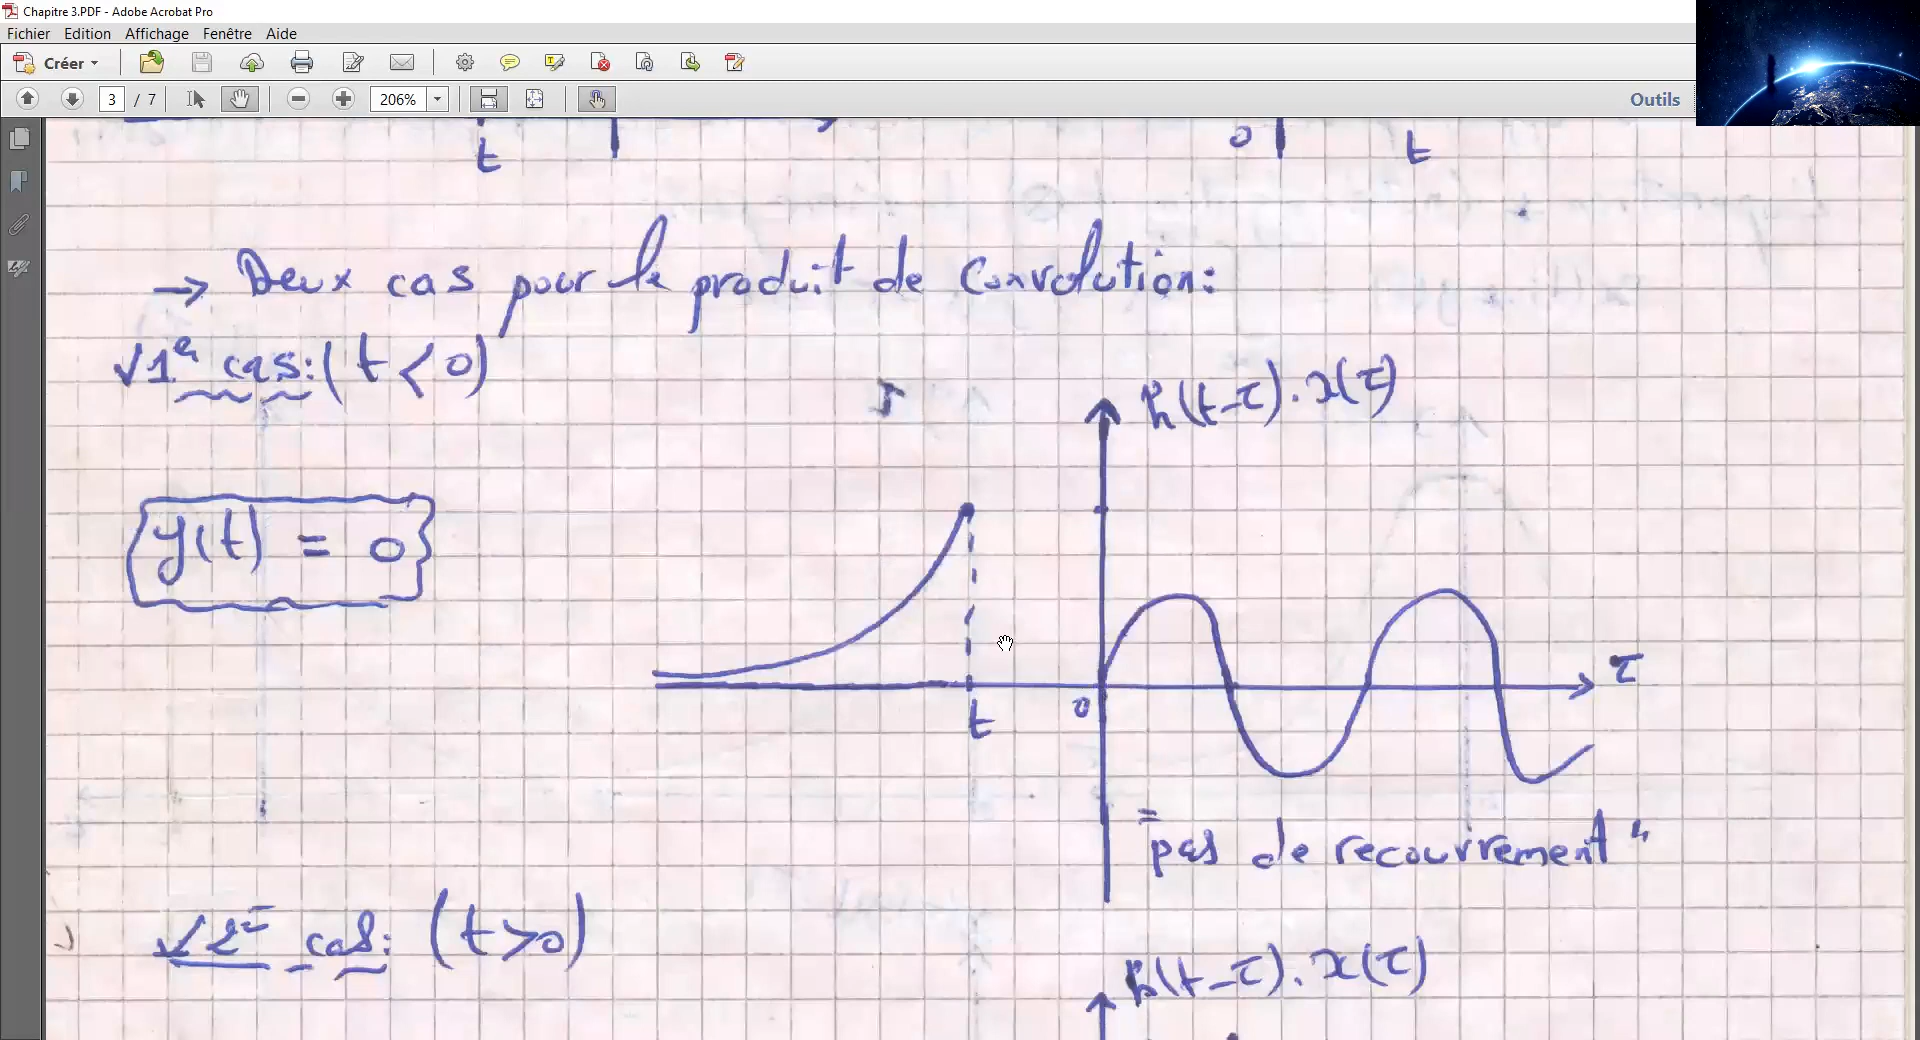 Chapitre 3.PDF - Adobe Acrobat Pro
Fichier Edition Affichage Fenêtre Aide
Créer
3 / 7 206% Outils
t 0 t
→ Deux cas pour le produit de Convolution:
√1er cas: (t < 0)
h(t-τ). x(τ)
y(t) = 0
τ
0
t
"pas de recouvrement"
√2e cas: (t>0)
h(t-τ). x(τ)